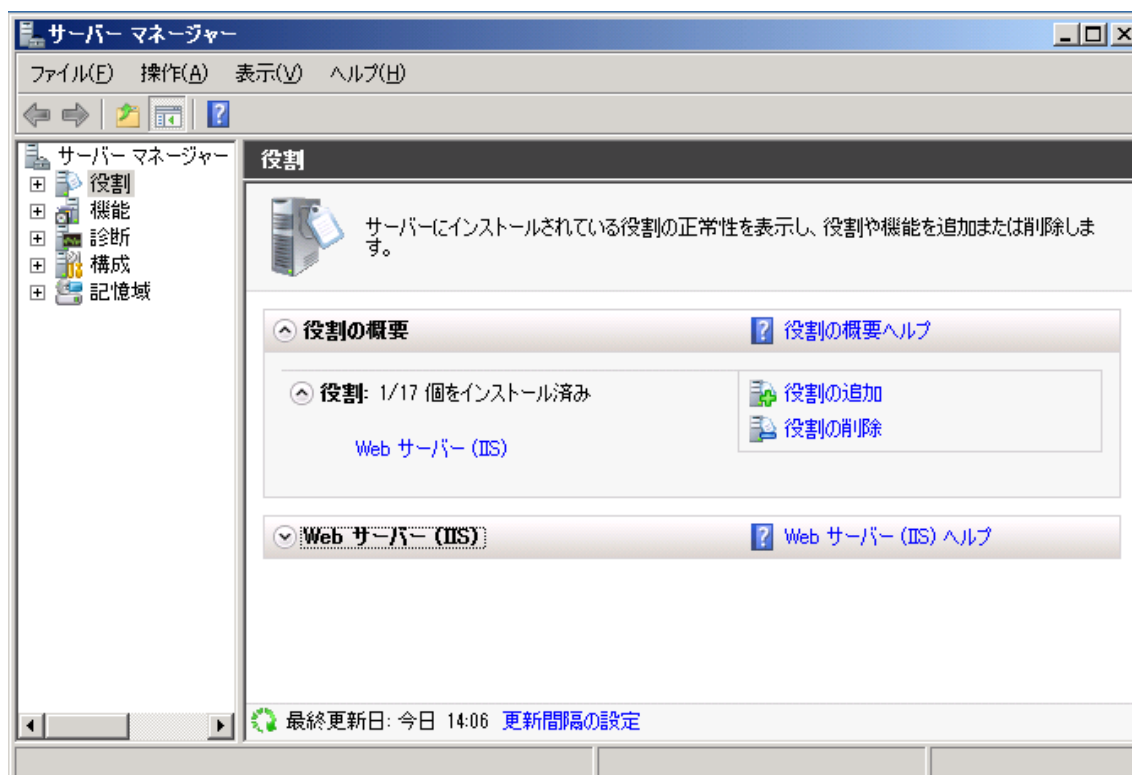 サーバー マネージャー
ファイル(F) 操作(A) 表示(V) ヘルプ(H)
サーバー マネージャー
役割
機能
診断
構成
記憶域
役割
サーバーにインストールされている役割の正常性を表示し、役割や機能を追加または削除しま
す。
役割の概要
役割の概要ヘルプ
役割: 1/17 個をインストール済み
Web サーバー (IIS)
役割の追加
役割の削除
Web サーバー (IIS)
Web サーバー (IIS) ヘルプ
最終更新日: 今日 14:06 更新間隔の設定